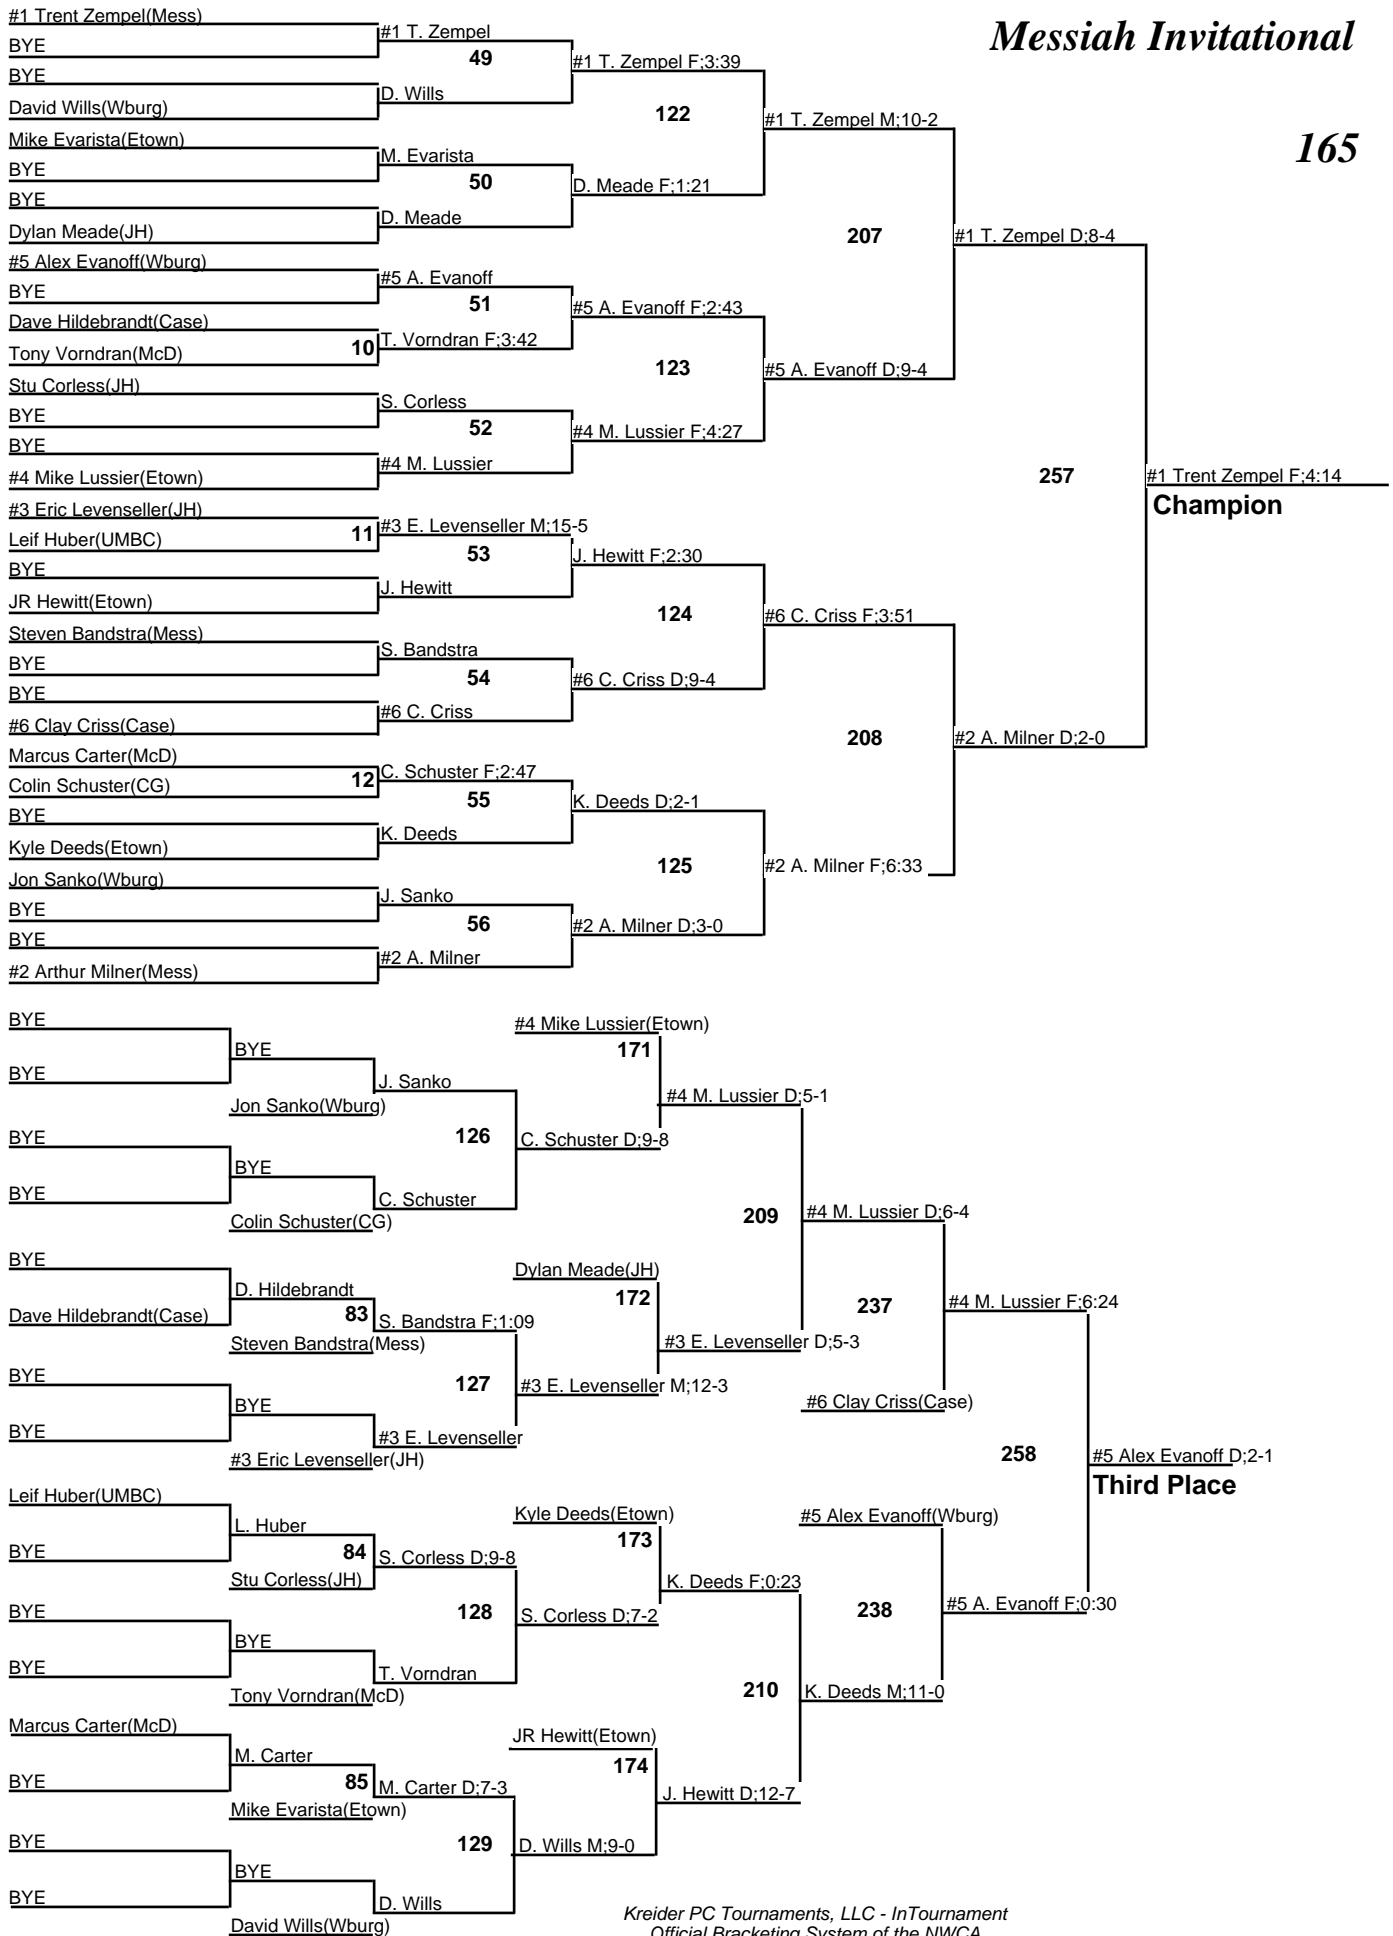 Messiah Invitational
165
#1 Trent Zempel(Mess)
BYE
BYE
David Wills(Wburg)
Mike Evarista(Etown)
BYE
BYE
Dylan Meade(JH)
#5 Alex Evanoff(Wburg)
BYE
Dave Hildebrandt(Case)
10
Tony Vorndran(McD)
Stu Corless(JH)
BYE
BYE
#4 Mike Lussier(Etown)
#3 Eric Levenseller(JH)
11
Leif Huber(UMBC)
BYE
JR Hewitt(Etown)
Steven Bandstra(Mess)
BYE
BYE
#6 Clay Criss(Case)
Marcus Carter(McD)
12
Colin Schuster(CG)
BYE
Kyle Deeds(Etown)
Jon Sanko(Wburg)
BYE
BYE
#2 Arthur Milner(Mess)
#1 T. Zempel
49
D. Wills
M. Evarista
50
D. Meade
#5 A. Evanoff
51
T. Vorndran F;3:42
S. Corless
52
#4 M. Lussier
#3 E. Levenseller M;15-5
53
J. Hewitt
S. Bandstra
54
#6 C. Criss
C. Schuster F;2:47
55
K. Deeds
J. Sanko
56
#2 A. Milner
#1 T. Zempel F;3:39
122
D. Meade F;1:21
#5 A. Evanoff F;2:43
123
#4 M. Lussier F;4:27
J. Hewitt F;2:30
124
#6 C. Criss D;9-4
K. Deeds D;2-1
125
#2 A. Milner D;3-0
#1 T. Zempel M;10-2
207
#5 A. Evanoff D;9-4
#6 C. Criss F;3:51
208
#2 A. Milner F;6:33
#1 T. Zempel D;8-4
257
#2 A. Milner D;2-0
#1 Trent Zempel F;4:14
Champion
BYE
BYE
BYE
BYE
BYE
Dave Hildebrandt(Case)
BYE
BYE
Leif Huber(UMBC)
BYE
BYE
BYE
Marcus Carter(McD)
BYE
BYE
BYE
BYE
Jon Sanko(Wburg)
BYE
Colin Schuster(CG)
D. Hildebrandt
83
Steven Bandstra(Mess)
BYE
#3 Eric Levenseller(JH)
L. Huber
84
Stu Corless(JH)
BYE
Tony Vorndran(McD)
M. Carter
85
Mike Evarista(Etown)
BYE
David Wills(Wburg)
J. Sanko
126
C. Schuster
S. Bandstra F;1:09
127
#3 E. Levenseller
S. Corless D;9-8
128
T. Vorndran
M. Carter D;7-3
129
D. Wills
#4 Mike Lussier(Etown)
171
C. Schuster D;9-8
Dylan Meade(JH)
172
#3 E. Levenseller M;12-3
Kyle Deeds(Etown)
173
S. Corless D;7-2
JR Hewitt(Etown)
174
D. Wills M;9-0
#4 M. Lussier D;5-1
209
#3 E. Levenseller D;5-3
K. Deeds F;0:23
210
J. Hewitt D;12-7
#4 M. Lussier D;6-4
237
#6 Clay Criss(Case)
#5 Alex Evanoff(Wburg)
238
K. Deeds M;11-0
#4 M. Lussier F;6:24
258
#5 A. Evanoff F;0:30
#5 Alex Evanoff D;2-1
Third Place
Kreider PC Tournaments, LLC - InTournament
Official Bracketing System of the NWCA